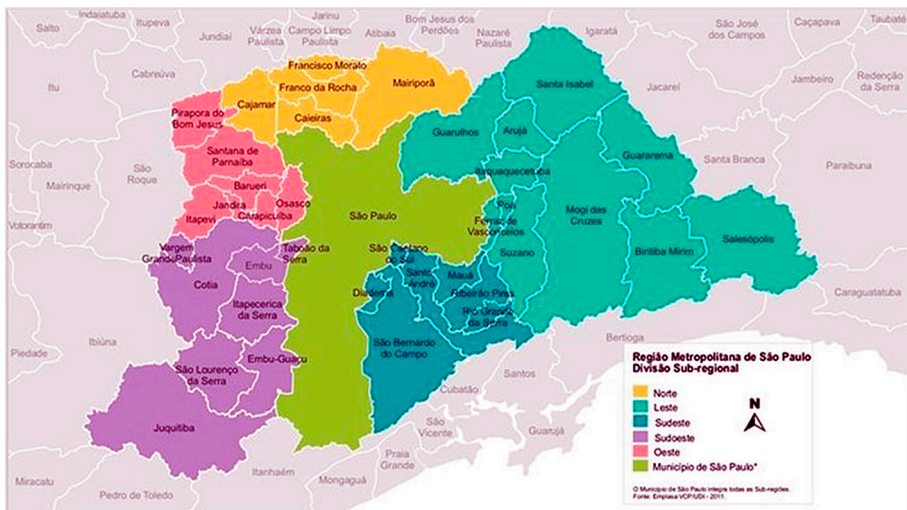 Indaiatuba
Itupeva
Jarinu
Bom Jesus dos
Perdões
Igaratá
São José
dos Campos
Caçapava
Taubaté
Salto
Jundiaí
Várzea
Paulista
Campo Limpo
Paulista
Atibaia
Nazaré
Paulista
Itu
Cabreúva
Francisco Morato
Franco da Rocha
Mairiporã
Santa Isabel
Jacareí
Jambeiro
Redenção
da Serra
Cajamar
Caieiras
Pirapora do
Bom Jesus
Guarulhos
Arujá
Santana de
Parnaíba
Guararema
Santa Branca
Paraibuna
Sorocaba
Mairinque
São
Roque
Itaquaquecetuba
Barueri
Jandira
Osasco
Itapevi
Carapicuíba
São Paulo
Poá
Ferraz de
Vasconcelos
Mogi das
Cruzes
Votorantim
Vargem
Grande Paulista
Taboão da
Serra
São Caetano
do Sul
Suzano
Biritiba Mirim
Salesópolis
Cotia
Embu
Santo
André
Mauá
Diadema
Ribeirão Pires
Caraguatatuba
Itapecerica
da Serra
Rio Grande
da Serra
Piedade
Ibiúna
São Bernardo
do Campo
Bertioga
São Lourenço
da Serra
Embu-Guaçu
Santos
Cubatão
Juquitiba
São
Vicente
Guarujá
Praia
Grande
Itanhaém
Mongaguá
Miracatu
Pedro de Toledo
Região Metropolitana de São Paulo
Divisão Sub-regional
Norte
Leste
Sudeste
Sudoeste
Oeste
Município de São Paulo*
N
O Município de São Paulo integra todas as Sub-regiões.
Fonte: Emplasa VCP/UDI - 2011.